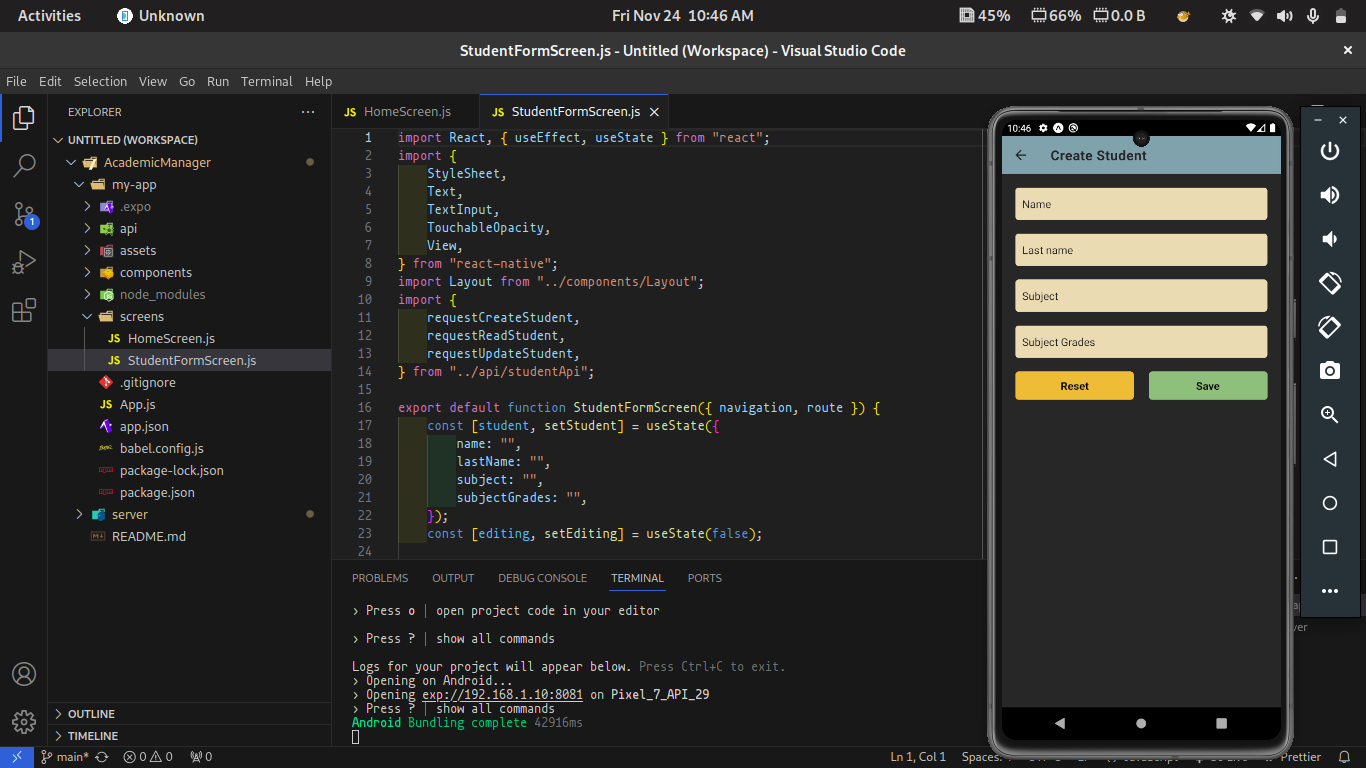 Activities
Unknown
Fri Nov 24 10:46 AM
45%
66%
0.0 B
StudentFormScreen.js - Untitled (Workspace) - Visual Studio Code
File Edit Selection View Go Run Terminal Help
EXPLORER
UNTITLED (WORKSPACE)
AcademicManager
my-app
.expo
api
assets
components
node_modules
screens
JS HomeScreen.js
JS StudentFormScreen.js
.gitignore
JS App.js
app.json
babel.config.js
package-lock.json
package.json
server
README.md
OUTLINE
TIMELINE
1
JS HomeScreen.js
JS StudentFormScreen.js
1 import React, { useEffect, useState } from "react";
2 import {
3 StyleSheet,
4 Text,
5 TextInput,
6 TouchableOpacity,
7 View,
8 } from "react-native";
9 import Layout from "../components/Layout";
10 import {
11 requestCreateStudent,
12 requestReadStudent,
13 requestUpdateStudent,
14 } from "../api/studentApi";
15
16 export default function StudentFormScreen({ navigation, route }) {
17 const [student, setStudent] = useState({
18 name: "",
19 lastName: "",
20 subject: "",
21 subjectGrades: "",
22 });
23 const [editing, setEditing] = useState(false);
24
PROBLEMS OUTPUT DEBUG CONSOLE TERMINAL PORTS
› Press o | open project code in your editor
› Press ? | show all commands
Logs for your project will appear below. Press Ctrl+C to exit.
› Opening on Android...
› Opening exp://192.168.1.10:8081 on Pixel_7_API_29
› Press ? | show all commands
Android Bundling complete 42916ms
10:46
Create Student
Name
Last name
Subject
Subject Grades
Reset
Save
main*
0
0
0
Ln 1, Col 1
Spaces:
Prettier